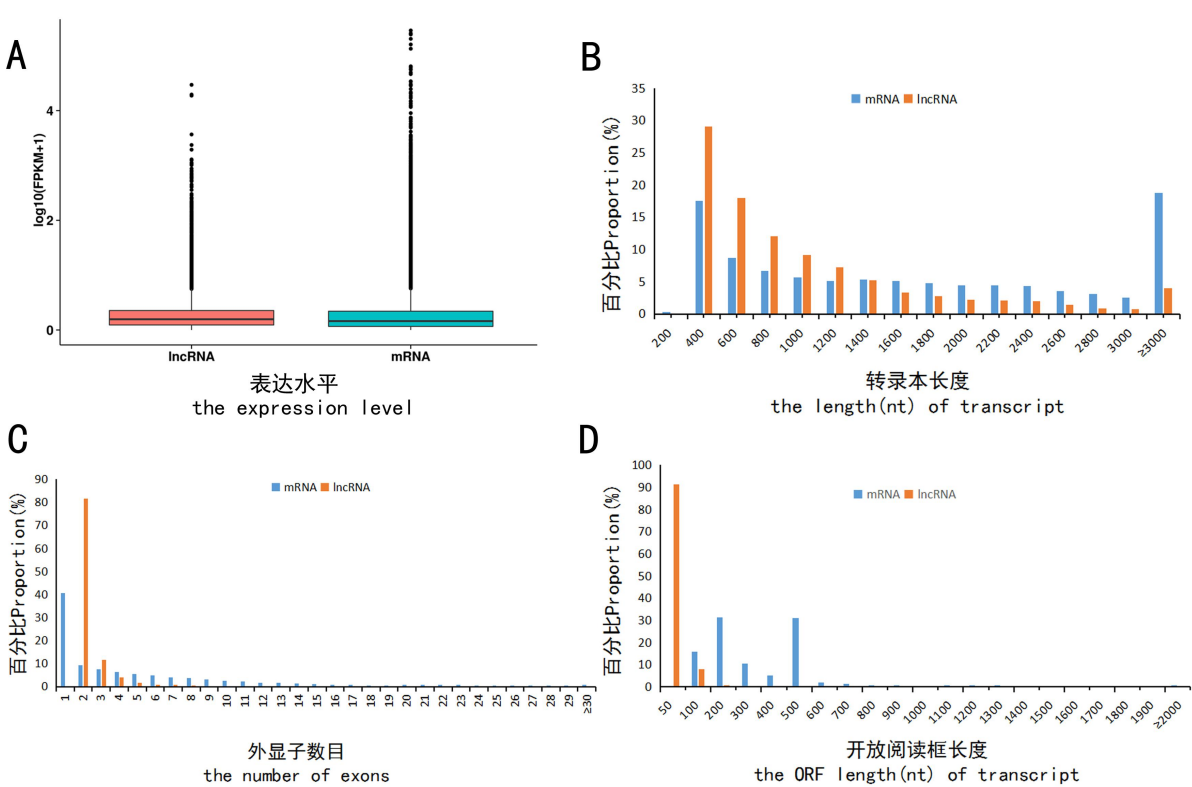 A
log10(FPKM+1)
4
2
0
lncRNA mRNA
表达水平
the expression level
B
百分比Proportion(%)
mRNA lncRNA
35
30
25
20
15
10
5
0
200 400 600 800 1000 1200 1400 1600 1800 2000 2200 2400 2600 2800 3000 ≥3000
转录本长度
the length(nt) of transcript
C
百分比Proportion(%)
mRNA lncRNA
90
80
70
60
50
40
30
20
10
0
1 2 3 4 5 6 7 8 9 10 11 12 13 14 15 16 17 18 19 20 21 22 23 24 25 26 27 28 29 ≥30
外显子数目
the number of exons
D
百分比Proportion(%)
mRNA lncRNA
100
90
80
70
60
50
40
30
20
10
0
50 100 200 300 400 500 600 700 800 900 1000 1100 1200 1300 1400 1500 1600 1700 1800 1900 ≥2000
开放阅读框长度
the ORF length(nt) of transcript